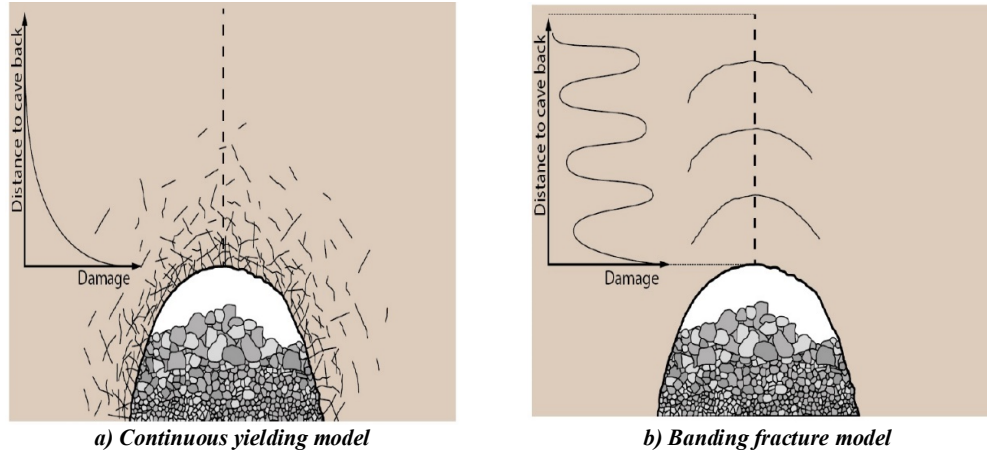 Distance to cave back
Damage
a) Continuous yielding model
Distance to cave back
Damage
b) Banding fracture model